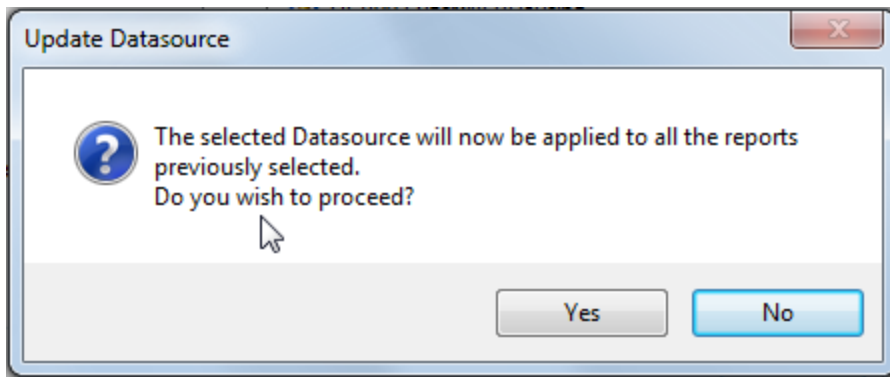 Update Datasource
The selected Datasource will now be applied to all the reports
previously selected.
Do you wish to proceed?
Yes
No